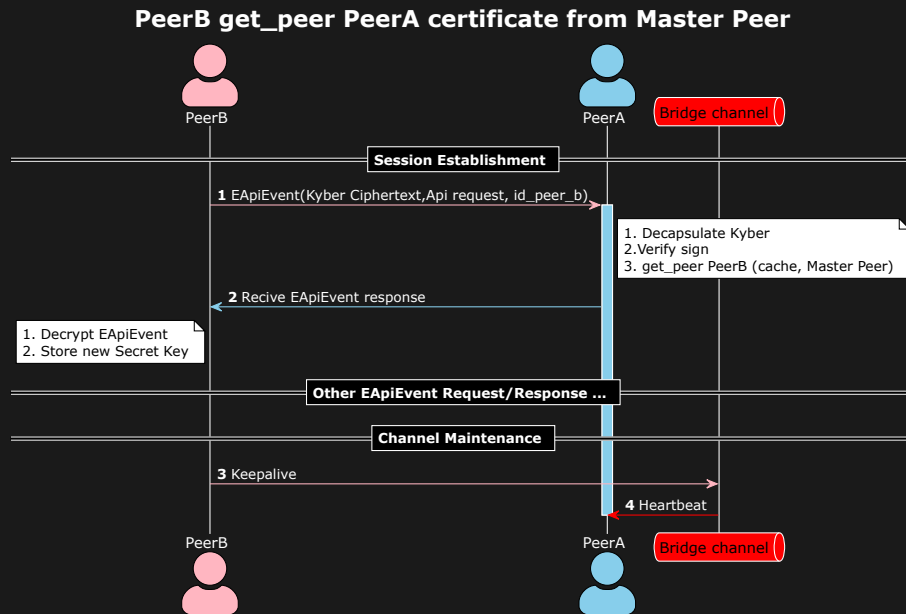 PeerB get_peer PeerA certificate from Master Peer
PeerB
PeerA
Bridge channel
Session Establishment
1 EApiEvent(Kyber Ciphertext,Api request, id_peer_b)
1. Decapsulate Kyber
2.Verify sign
3. get_peer PeerB (cache, Master Peer)
2 Recive EApiEvent response
1. Decrypt EApiEvent
2. Store new Secret Key
Other EApiEvent Request/Response ...
Channel Maintenance
3 Keepalive
4 Heartbeat
PeerB
PeerA
Bridge channel